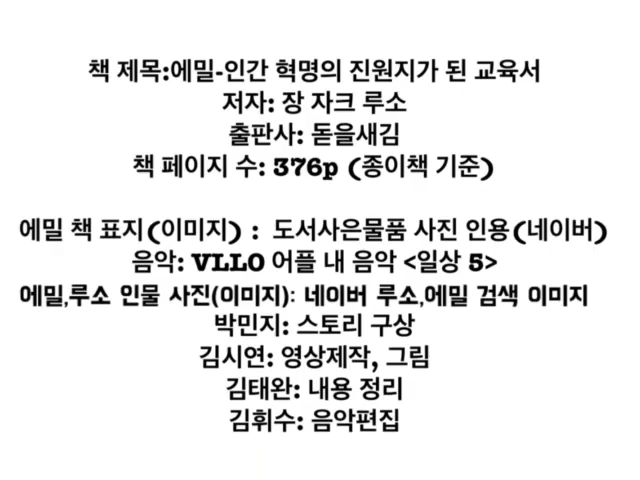 책 제목:에밀-인간 혁명의 진원지가 된 교육서
저자: 장 자크 루소
출판사: 돋을새김
책 페이지 수: 376p (종이책 기준)
에밀 책 표지(이미지) : 도서사은물품 사진 인용(네이버)
음악: VLLO 어플 내 음악 <일상 5>
에밀,루소 인물 사진(이미지): 네이버 루소,에밀 검색 이미지
박민지: 스토리 구상
김시연: 영상제작, 그림
김태완: 내용 정리
김휘수: 음악편집